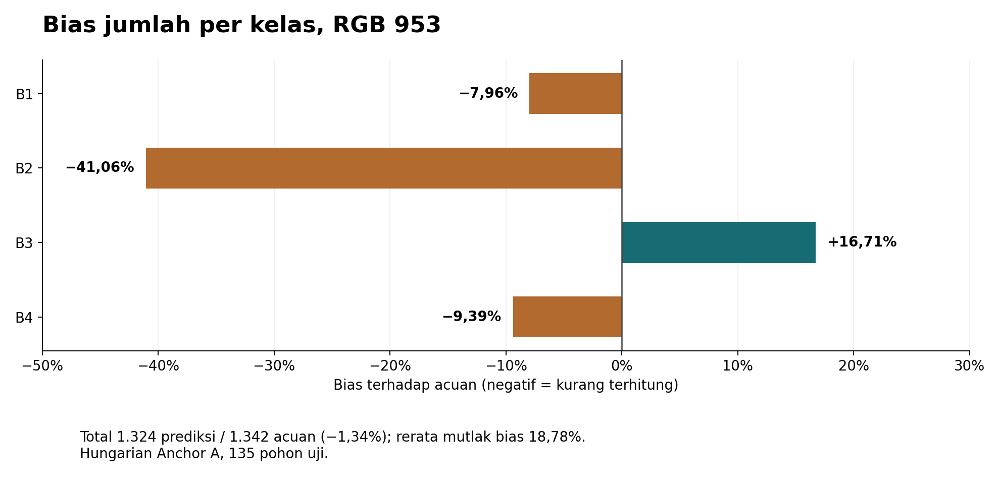 Bias jumlah per kelas, RGB 953
B1
−7,96%
B2
−41,06%
B3
+16,71%
B4
−9,39%
−50% −40% −30% −20% −10% 0% 10% 20% 30%
Bias terhadap acuan (negatif = kurang terhitung)
Total 1.324 prediksi / 1.342 acuan (−1,34%); rerata mutlak bias 18,78%.
Hungarian Anchor A, 135 pohon uji.